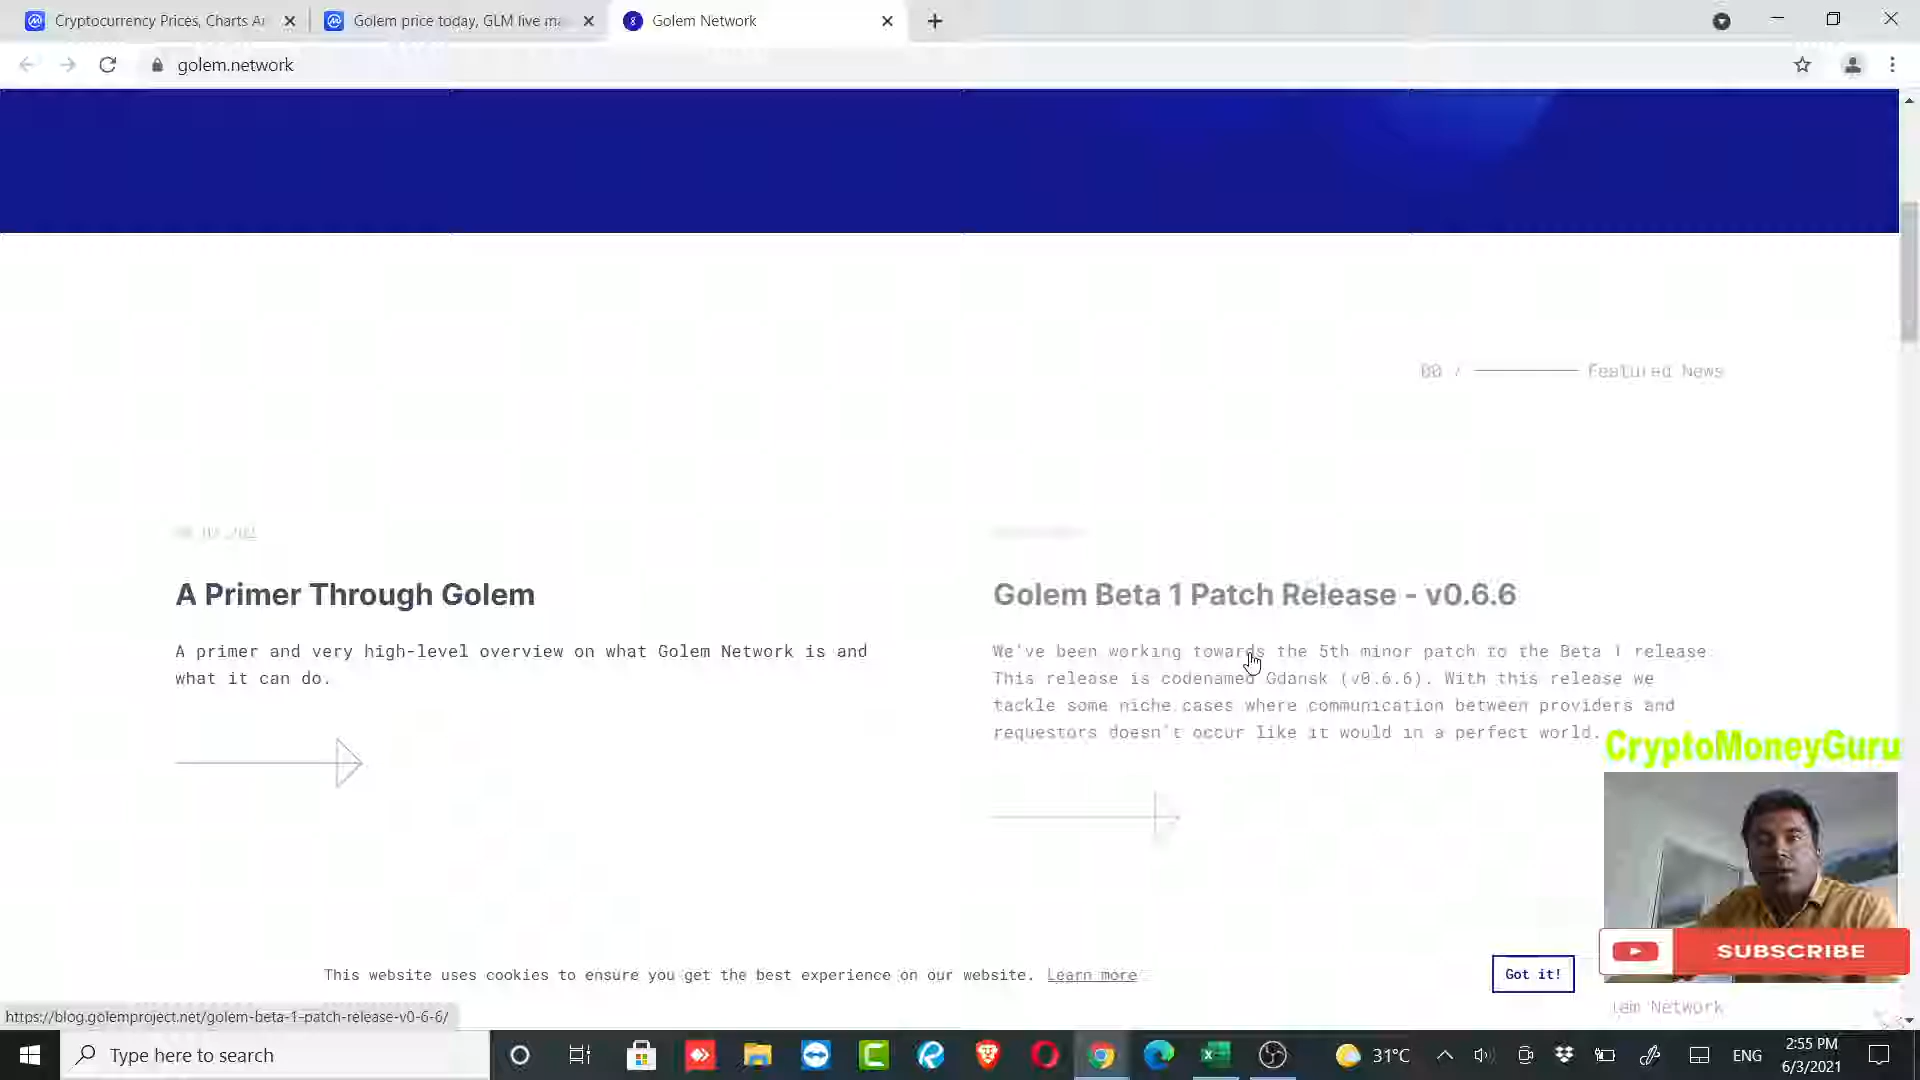 Cryptocurrency Prices, Charts
Golem price today, GLM live ma
Golem Network
golem.network
00 / Featured News
A Primer Through Golem
A primer and very high-level overview on what Golem Network is and
what it can do.
Golem Beta 1 Patch Release - v0.6.6
We've been working towards the 5th minor patch to the Beta 1 release.
This release is codenamed Gdansk (v0.6.6). With this release we
tackle some niche cases where communication between providers and
requestors doesn't occur like it would in a perfect world.
CryptoMoneyGuru
SUBSCRIBE
This website uses cookies to ensure you get the best experience on our website. Learn more
Got it!
Network
https://blog.golemproject.net/golem-beta-1-patch-release-v0-6-6/
Type here to search
31°C
ENG
2:55 PM
6/3/2021